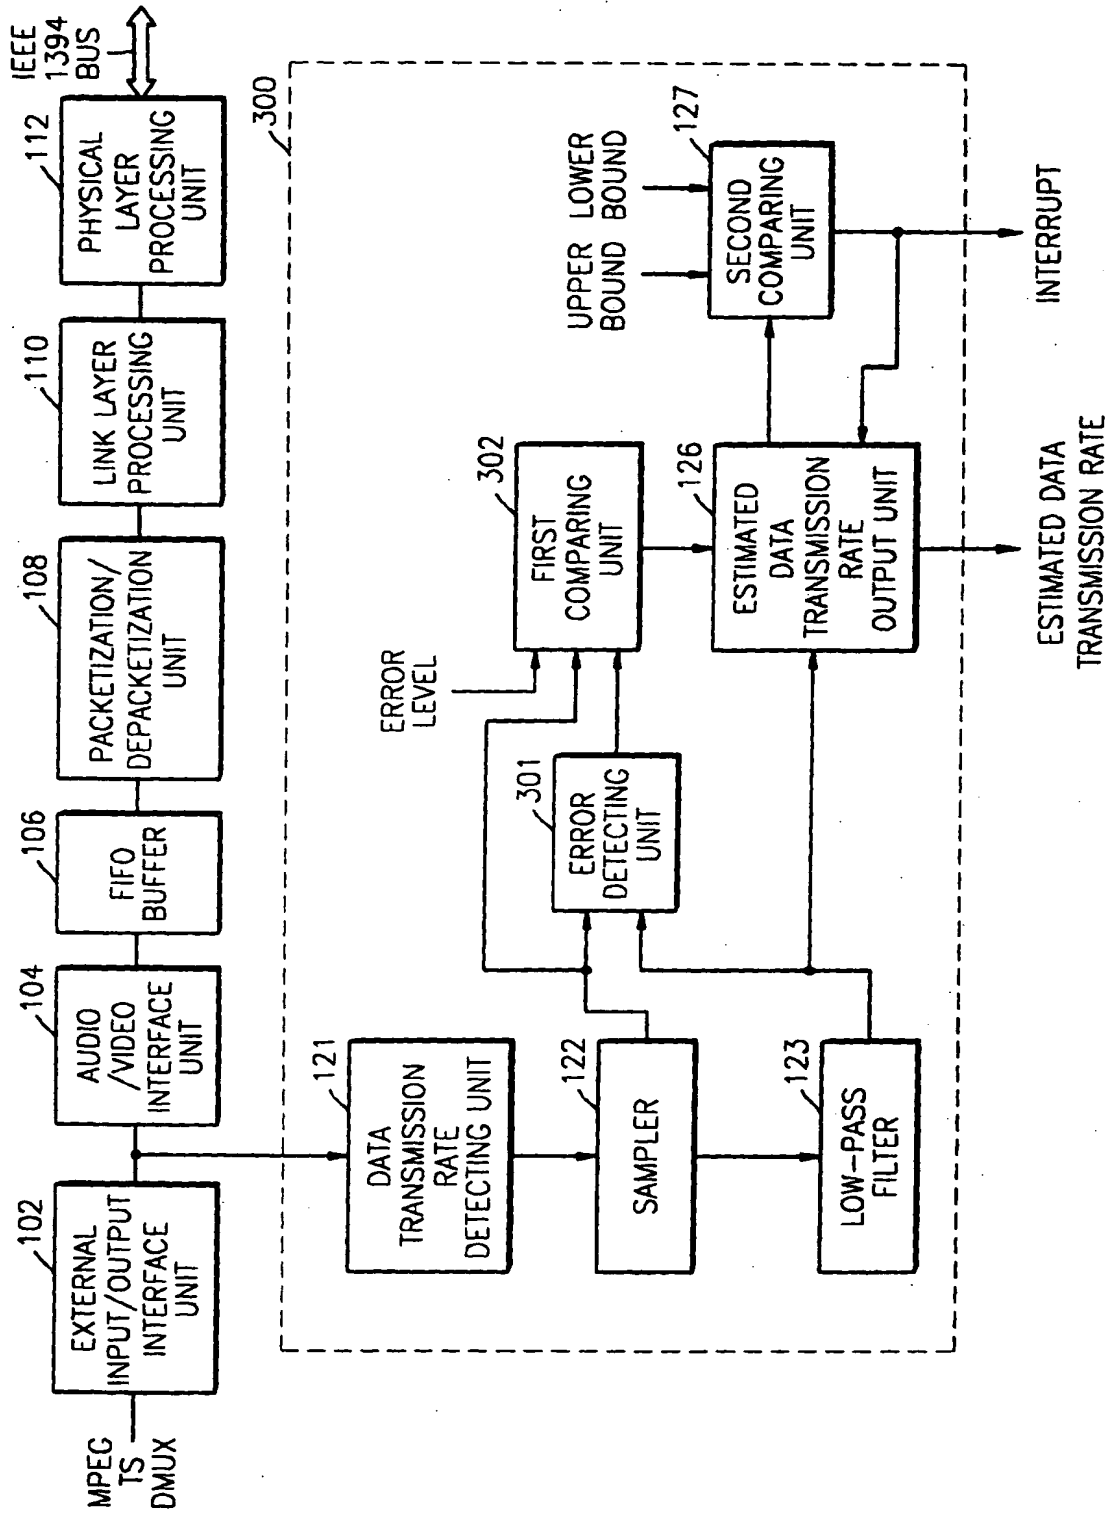 MPEG
TS
DMUX
102
EXTERNAL
INPUT/OUTPUT
INTERFACE
UNIT
104
AUDIO
/VIDEO
INTERFACE
UNIT
106
FIFO
BUFFER
108
PACKETIZATION/
DEPACKETIZATION
UNIT
110
LINK LAYER
PROCESSING
UNIT
112
PHYSICAL
LAYER
PROCESSING
UNIT
IEEE
1394
BUS
300
121
DATA
TRANSMISSION
RATE
DETECTING UNIT
122
SAMPLER
123
LOW-PASS
FILTER
301
ERROR
DETECTING
UNIT
ERROR
LEVEL
302
FIRST
COMPARING
UNIT
126
ESTIMATED
DATA
TRANSMISSION
RATE
OUTPUT UNIT
UPPER
BOUND
LOWER
BOUND
127
SECOND
COMPARING
UNIT
ESTIMATED DATA
TRANSMISSION RATE
INTERRUPT